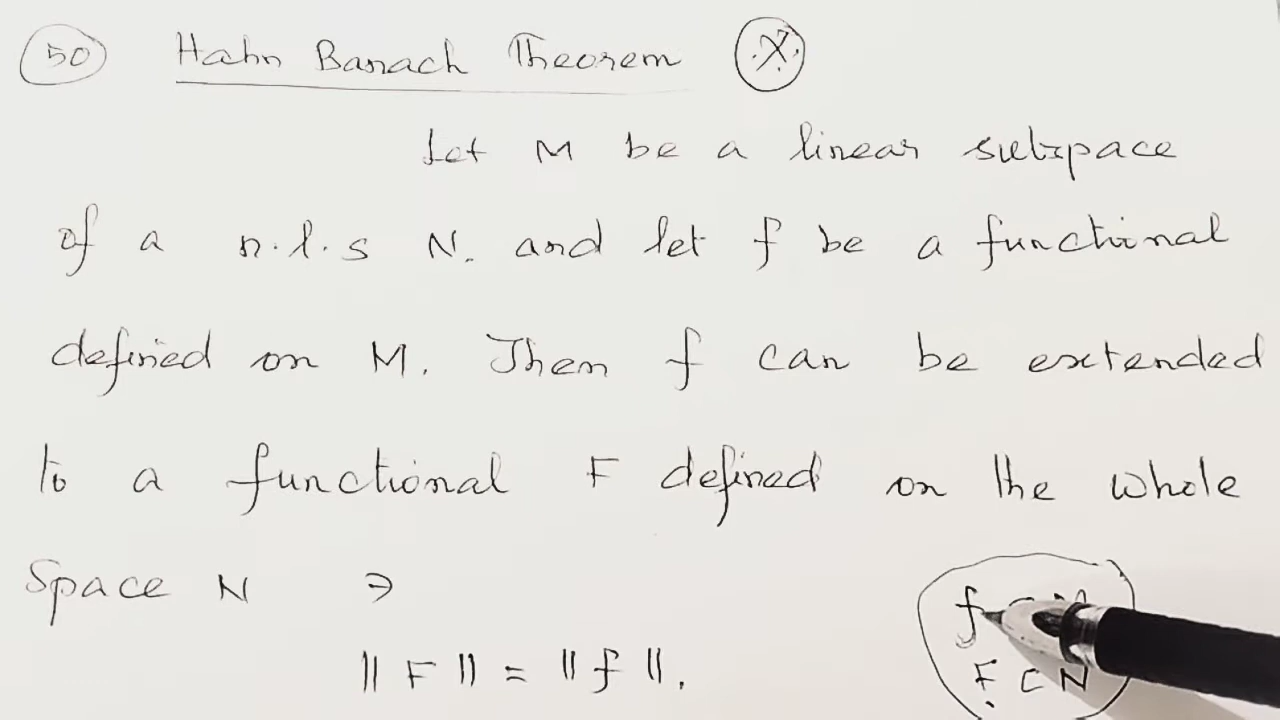 50 Hahn Banach Theorem X
Let M be a linear subspace
of a n.l.s N. and let f be a functional
defined on M. Then f can be extended
to a functional F defined on the whole
Space N ∋
|| F || = || f ||.
f
F ⊂ N